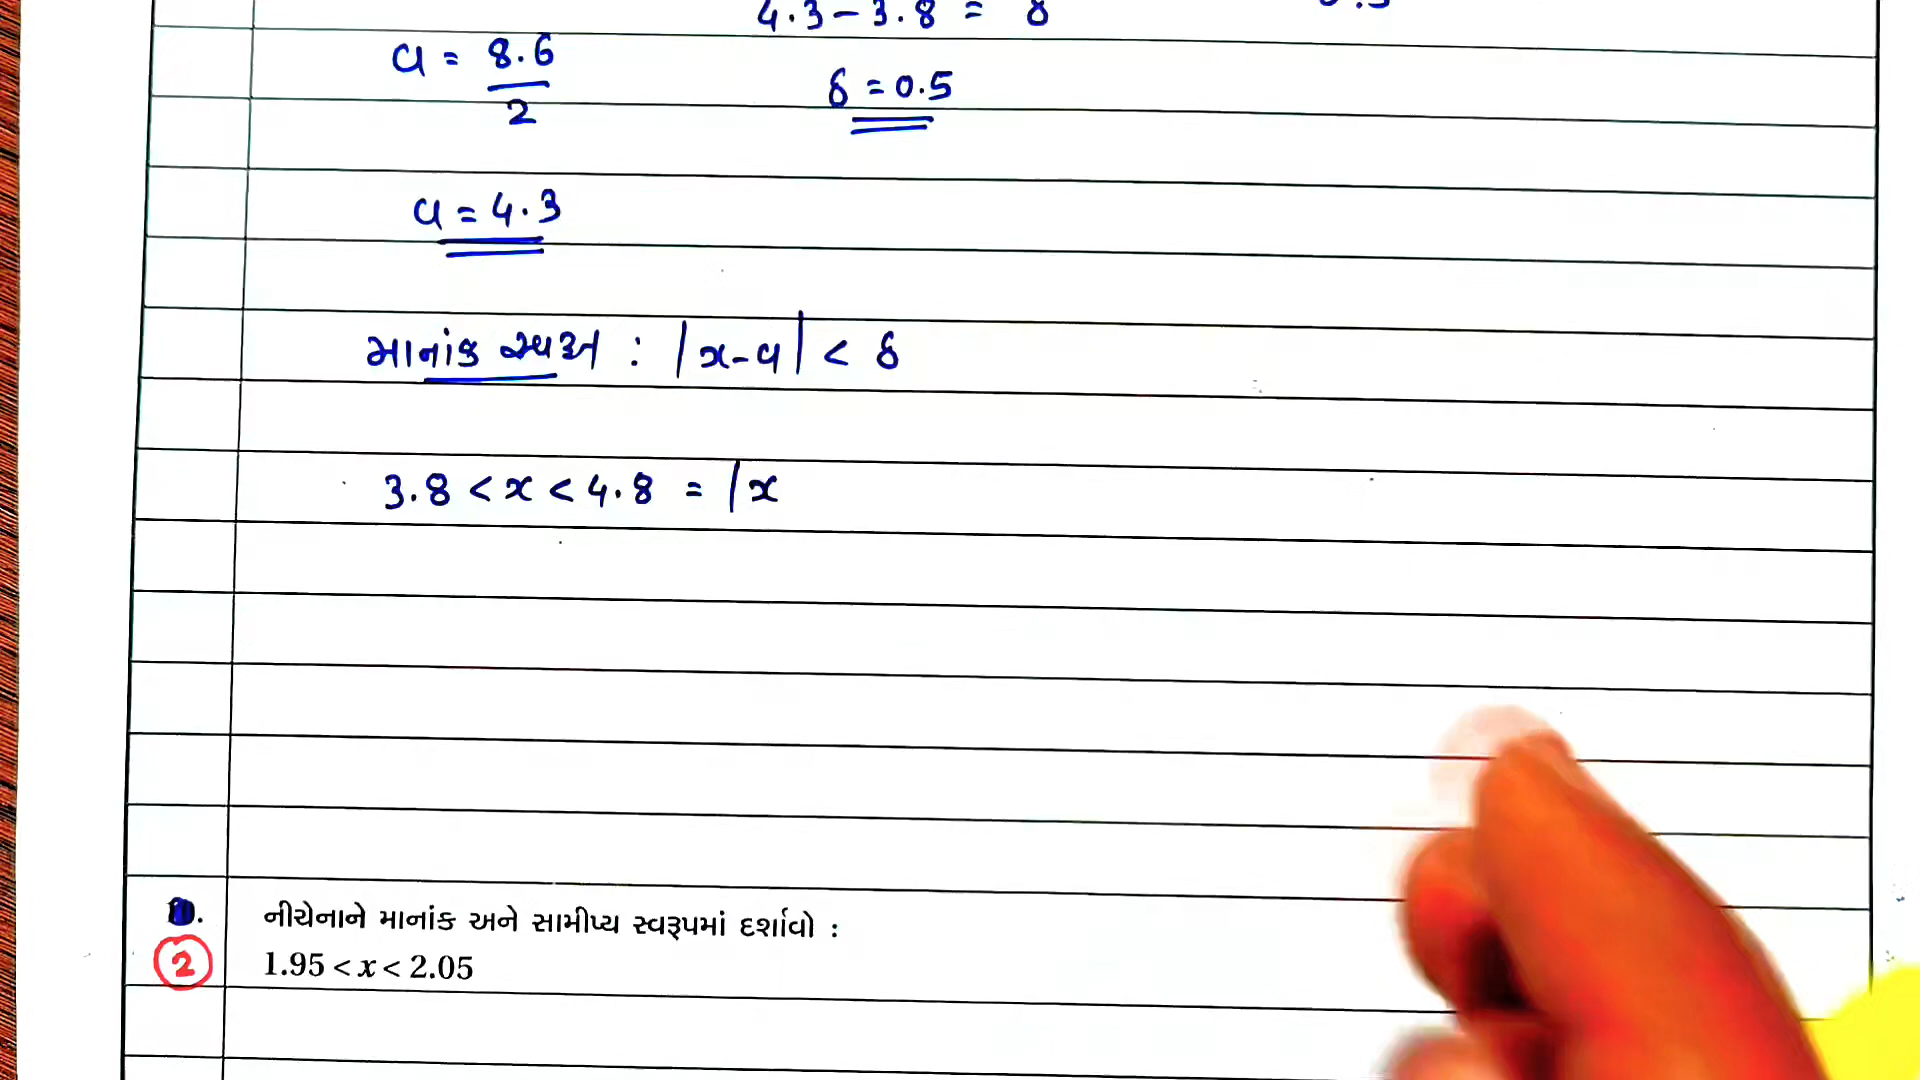 4.3 – 3.8 = δ
a = 8.6/2
δ = 0.5
a = 4.3
માનાંક સ્વરૂપ : |x-a| < δ
3.8 < x < 4.8 = |x
10. નીચેનાને માનાંક અને સામીપ્ય સ્વરૂપમાં દર્શાવો :
2 1.95 < x < 2.05